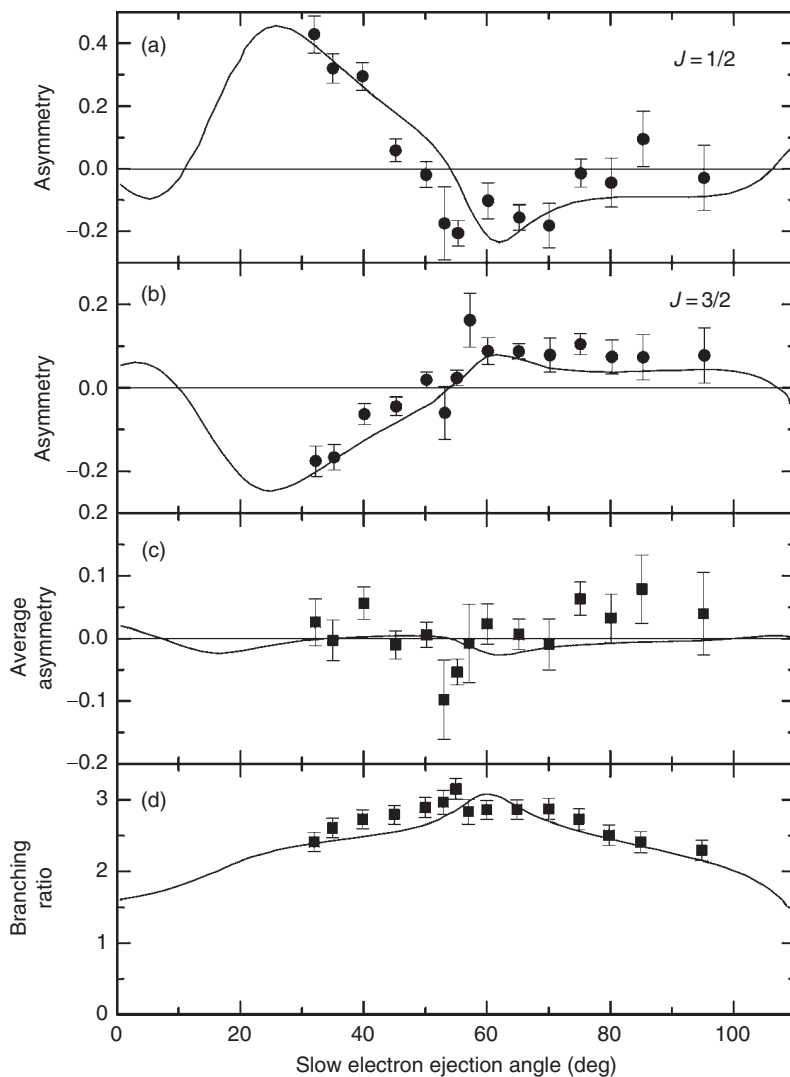 (a)
J = 1/2
0.4
0.2
0.0
−0.2
Asymmetry
(b)
J = 3/2
0.2
0.0
−0.2
0.2
Asymmetry
(c)
0.1
0.0
−0.1
−0.2
Average
asymmetry
(d)
3
2
1
0
Branching
ratio
0 20 40 60 80 100
Slow electron ejection angle (deg)